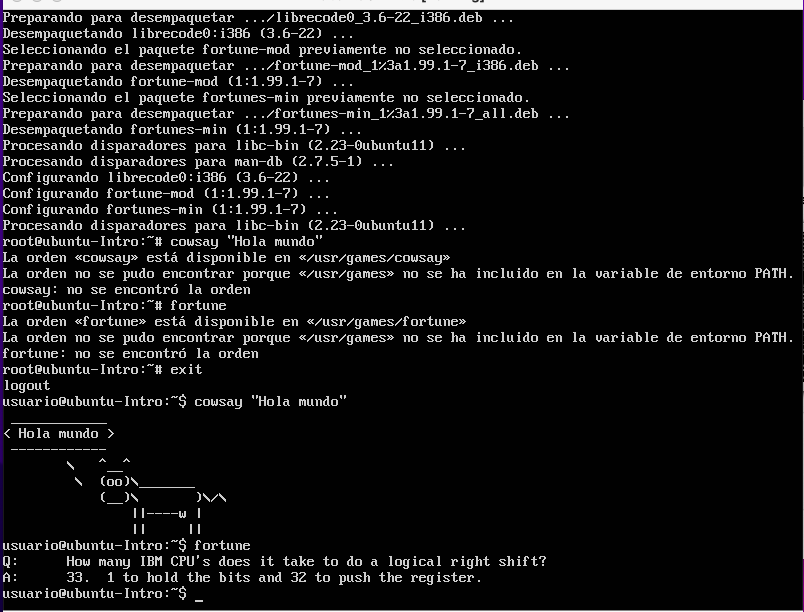 Preparando para desempaquetar .../librecode0_3.6-22_i386.deb ...
Desempaquetando librecode0:i386 (3.6-22) ...
Seleccionando el paquete fortune-mod previamente no seleccionado.
Preparando para desempaquetar .../fortune-mod_1%3a1.99.1-7_i386.deb ...
Desempaquetando fortune-mod (1:1.99.1-7) ...
Seleccionando el paquete fortunes-min previamente no seleccionado.
Preparando para desempaquetar .../fortunes-min_1%3a1.99.1-7_all.deb ...
Desempaquetando fortunes-min (1:1.99.1-7) ...
Procesando disparadores para libc-bin (2.23-0ubuntu11) ...
Procesando disparadores para man-db (2.7.5-1) ...
Configurando librecode0:i386 (3.6-22) ...
Configurando fortune-mod (1:1.99.1-7) ...
Configurando fortunes-min (1:1.99.1-7) ...
Procesando disparadores para libc-bin (2.23-0ubuntu11) ...
root@ubuntu-Intro:~# cowsay "Hola mundo"
La orden «cowsay» está disponible en «/usr/games/cowsay»
La orden no se pudo encontrar porque «/usr/games» no se ha incluido en la variable de entorno PATH.
cowsay: no se encontró la orden
root@ubuntu-Intro:~# fortune
La orden «fortune» está disponible en «/usr/games/fortune»
La orden no se pudo encontrar porque «/usr/games» no se ha incluido en la variable de entorno PATH.
fortune: no se encontró la orden
root@ubuntu-Intro:~# exit
logout
usuario@ubuntu-Intro:~$ cowsay "Hola mundo"
 ____________
< Hola mundo >
 ------------
        \   ^__^
         \  (oo)\_______
            (__)\       )\/\
                ||----w |
                ||     ||
usuario@ubuntu-Intro:~$ fortune
Q:      How many IBM CPU's does it take to do a logical right shift?
A:      33.  1 to hold the bits and 32 to push the register.
usuario@ubuntu-Intro:~$ _